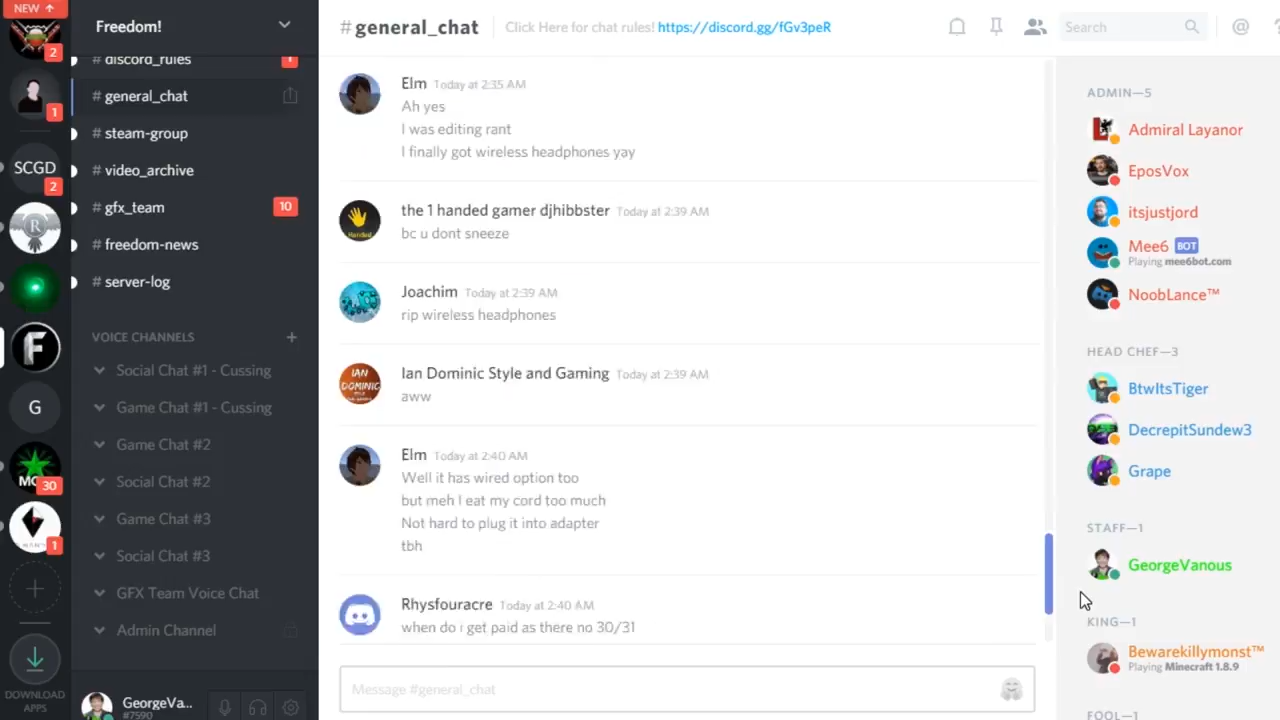 NEW ↑
2
1
SCGD
2
R
F
G
MC
30
1
+
DOWNLOAD
APPS
Freedom!
# discord_rules
1
# general_chat
# steam-group
# video_archive
# gfx_team
10
# freedom-news
# server-log
VOICE CHANNELS +
Social Chat #1 - Cussing
Game Chat #1 - Cussing
Game Chat #2
Social Chat #2
Game Chat #3
Social Chat #3
GFX Team Voice Chat
Admin Channel
GeorgeVa...
#7590
#general_chat Click Here for chat rules! https://discord.gg/fGv3peR
Search
@
Elm Today at 2:35 AM
Ah yes
I was editing rant
I finally got wireless headphones yay
the 1 handed gamer djhibbster Today at 2:39 AM
bc u dont sneeze
Handed
Joachim Today at 2:39 AM
rip wireless headphones
Ian Dominic Style and Gaming Today at 2:39 AM
aww
IAN
DOMINIC
Elm Today at 2:40 AM
Well it has wired option too
but meh I eat my cord too much
Not hard to plug it into adapter
tbh
Rhysfouracre Today at 2:40 AM
when do i get paid as there no 30/31
Message #general_chat
ADMIN—5
Admiral Layanor
EposVox
itsjustjord
Mee6 BOT
Playing mee6bot.com
NoobLance™
HEAD CHEF—3
BtwItsTiger
DecrepitSundew3
Grape
STAFF—1
GeorgeVanous
KING—1
Bewarekillymonst™
Playing Minecraft 1.8.9
FOOL—1